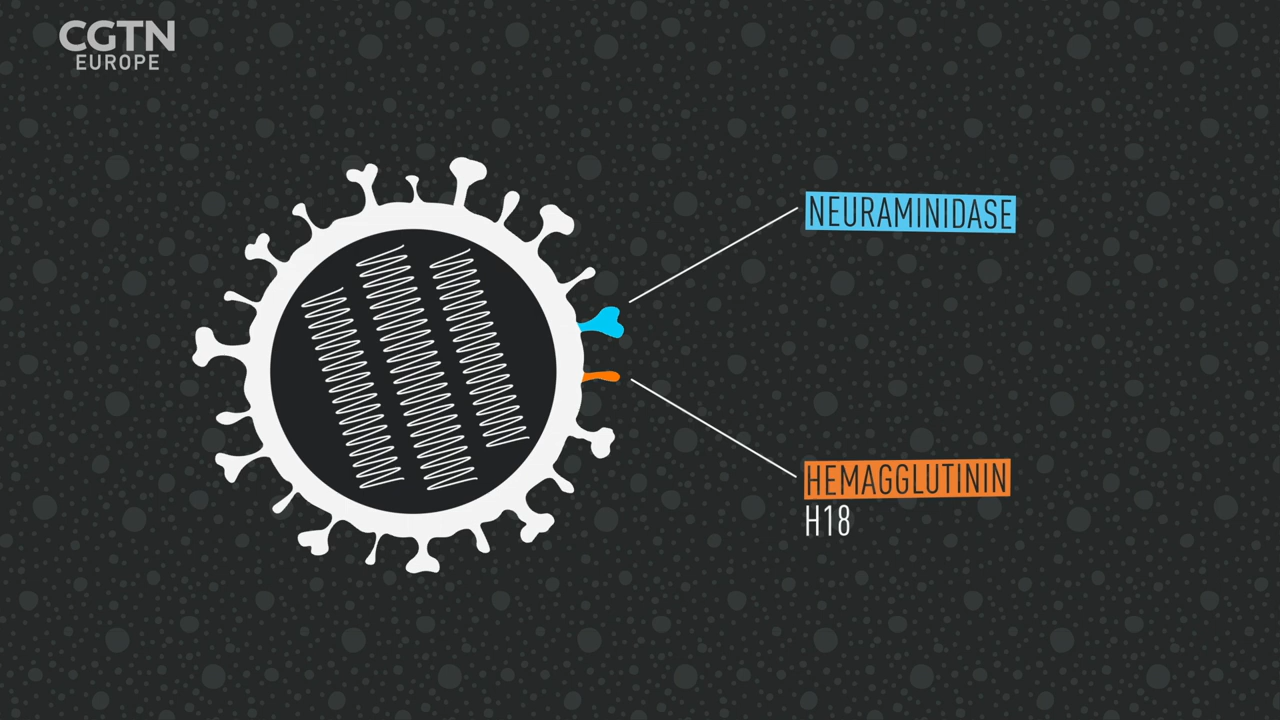 CGTN
EUROPE
NEURAMINIDASE
HEMAGGLUTININ
H18